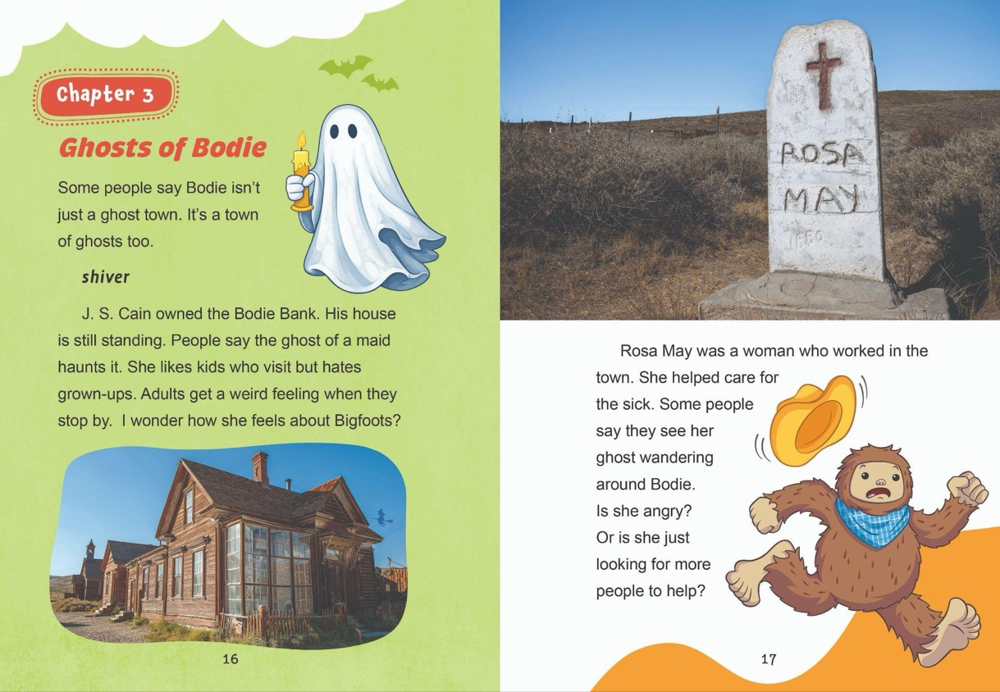 Chapter 3
Ghosts of Bodie
Some people say Bodie isn't
just a ghost town. It's a town
of ghosts too.
shiver
J. S. Cain owned the Bodie Bank. His house
is still standing. People say the ghost of a maid
haunts it. She likes kids who visit but hates
grown-ups. Adults get a weird feeling when they
stop by.  I wonder how she feels about Bigfoots?
16
ROSA
MAY
Rosa May was a woman who worked in the
town. She helped care for
the sick. Some people
say they see her
ghost wandering
around Bodie.
Is she angry?
Or is she just
looking for more
people to help?
17